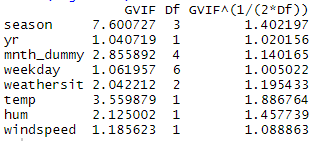 GVIF Df GVIF^(1/(2*Df))
season 7.600727 3 1.402197
yr 1.040719 1 1.020156
mnth_dummy 2.855892 4 1.140165
weekday 1.061957 6 1.005022
weathersit 2.042212 2 1.195433
temp 3.559879 1 1.886764
hum 2.125002 1 1.457739
windspeed 1.185623 1 1.088863